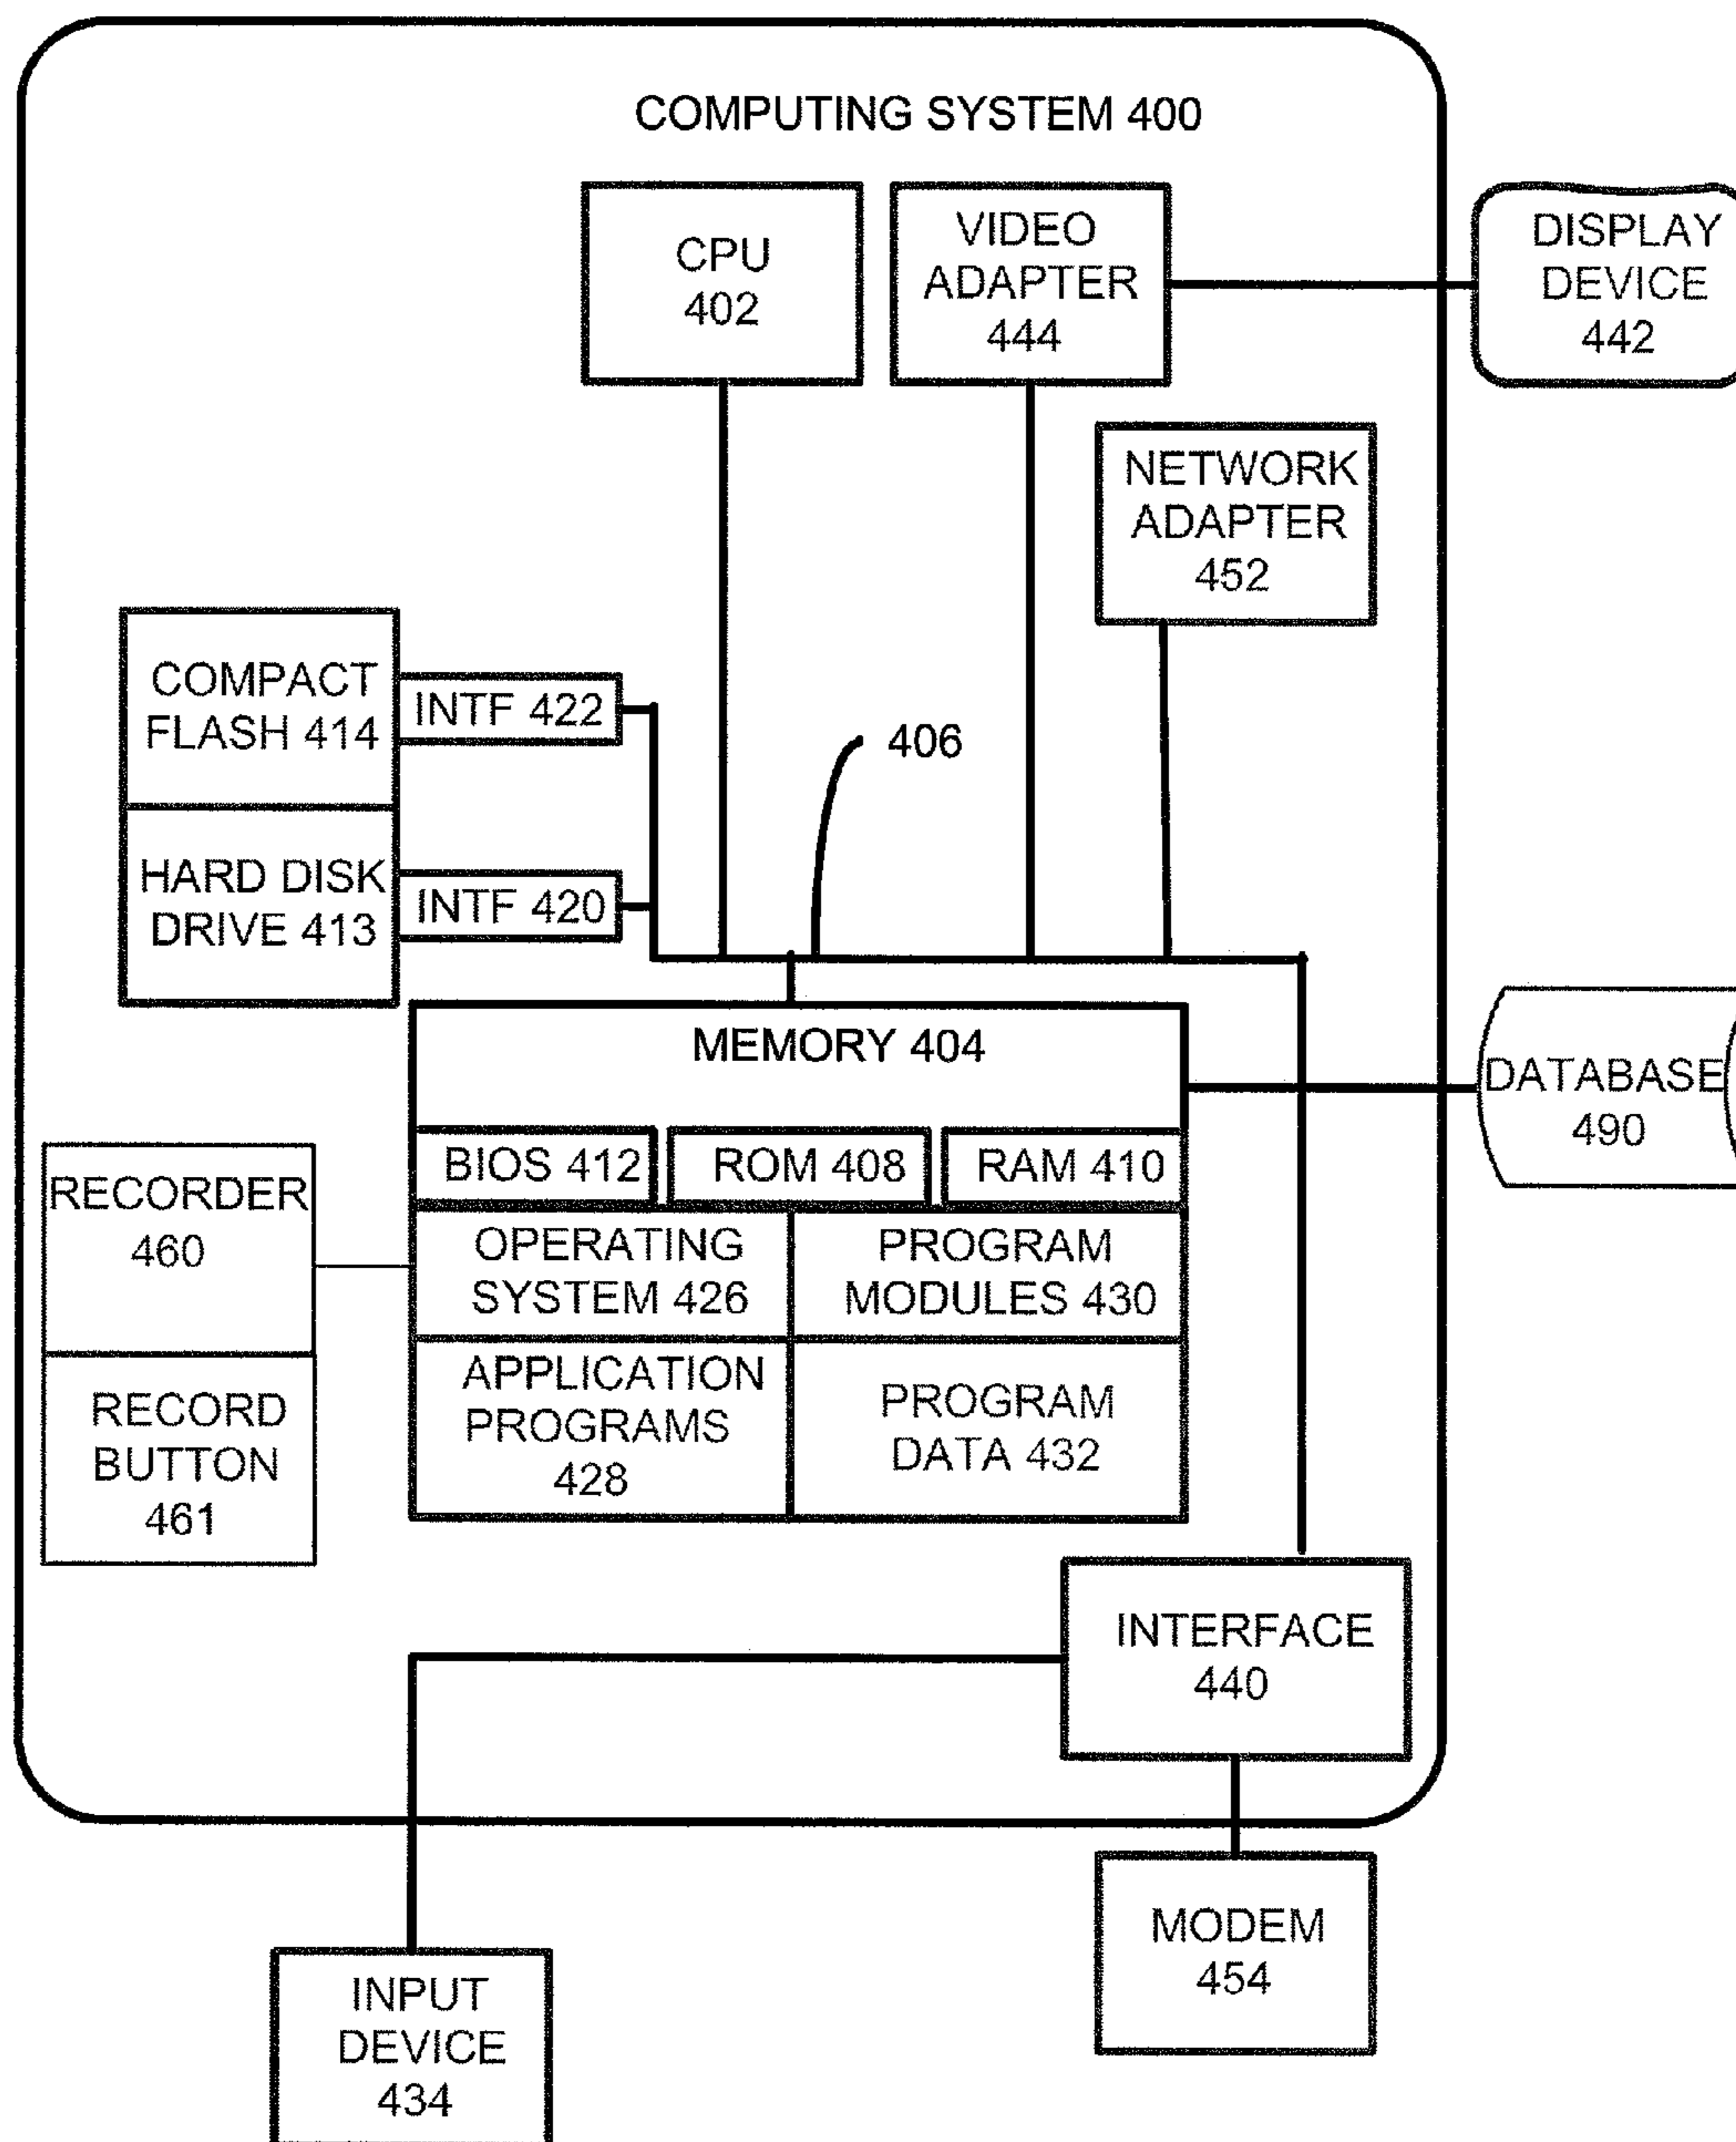 COMPUTING SYSTEM 400
CPU
402
VIDEO
ADAPTER
444
DISPLAY
DEVICE
442
NETWORK
ADAPTER
452
COMPACT
FLASH 414
INTF 422
406
HARD DISK
DRIVE 413
INTF 420
MEMORY 404
DATABASE
490
BIOS 412
ROM 408
RAM 410
RECORDER
460
OPERATING
SYSTEM 426
PROGRAM
MODULES 430
RECORD
BUTTON
461
APPLICATION
PROGRAMS
428
PROGRAM
DATA 432
INTERFACE
440
MODEM
454
INPUT
DEVICE
434